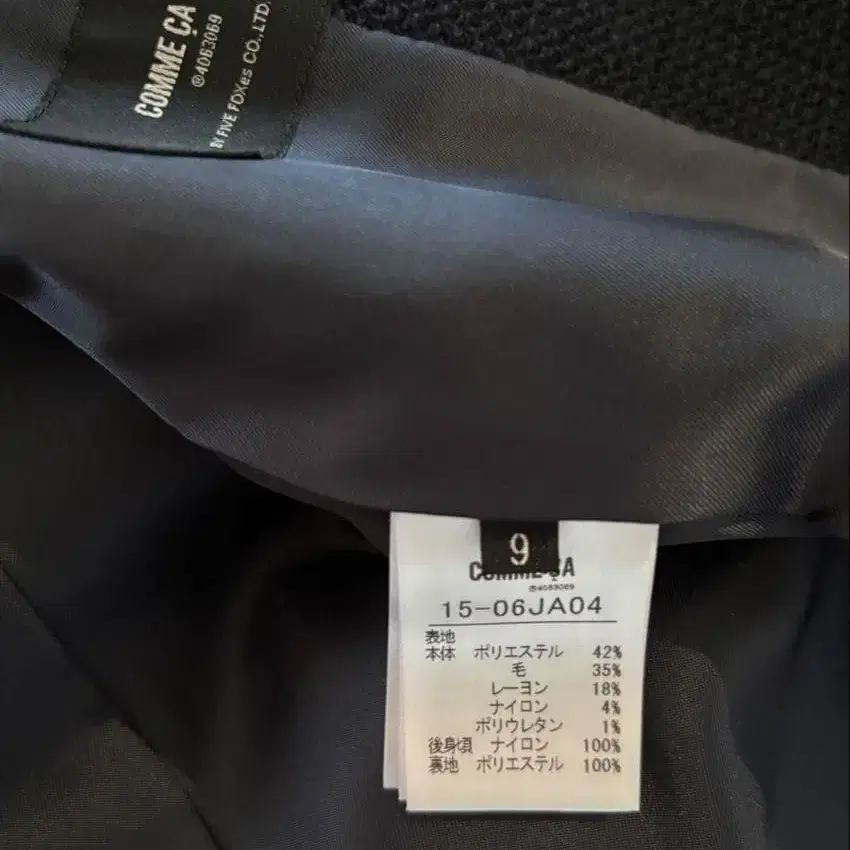 COMME ÇA
®4063069
BY FIVE FOXes CO.,LTD.
9
COMME ÇA
®4063069
15-06JA04
表地
本体 ポリエステル 42%
毛 35%
レーヨン 18%
ナイロン 4%
ポリウレタン 1%
後身頃 ナイロン 100%
裏地 ポリエステル 100%